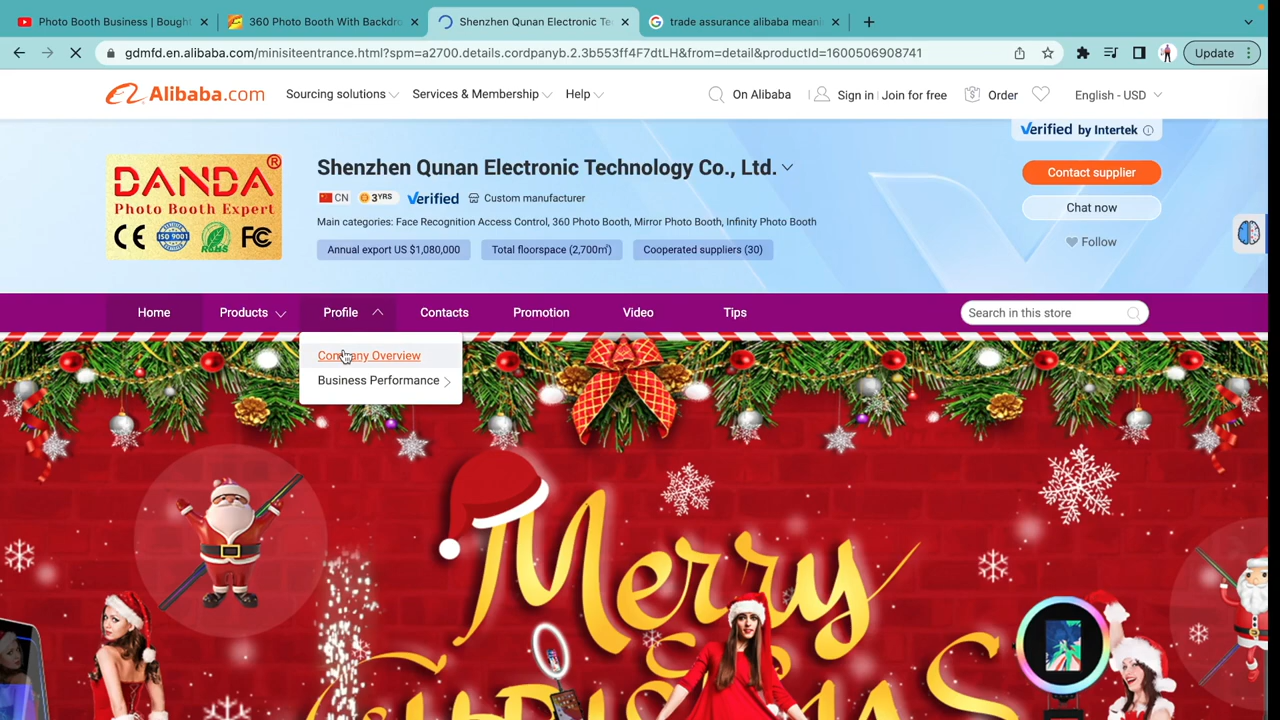 Photo Booth Business | Bought
360 Photo Booth With Backdro
Shenzhen Qunan Electronic Te
trade assurance alibaba meani
gdmfd.en.alibaba.com/minisiteentrance.html?spm=a2700.details.cordpanyb.2.3b553ff4F7dtLH&from=detail&productId=1600506908741
Update
Alibaba.com
Sourcing solutions
Services & Membership
Help
On Alibaba
Sign in
Join for free
Order
English - USD
Verified by Intertek
DANDA®
Photo Booth Expert
CE ISO 9001 RoHS FC
Shenzhen Qunan Electronic Technology Co., Ltd.
CN 3YRS Verified Custom manufacturer
Main categories: Face Recognition Access Control, 360 Photo Booth, Mirror Photo Booth, Infinity Photo Booth
Annual export US $1,080,000
Total floorspace (2,700㎡)
Cooperated suppliers (30)
Contact supplier
Chat now
Follow
Home
Products
Profile
Contacts
Promotion
Video
Tips
Search in this store
Company Overview
Business Performance
Merry